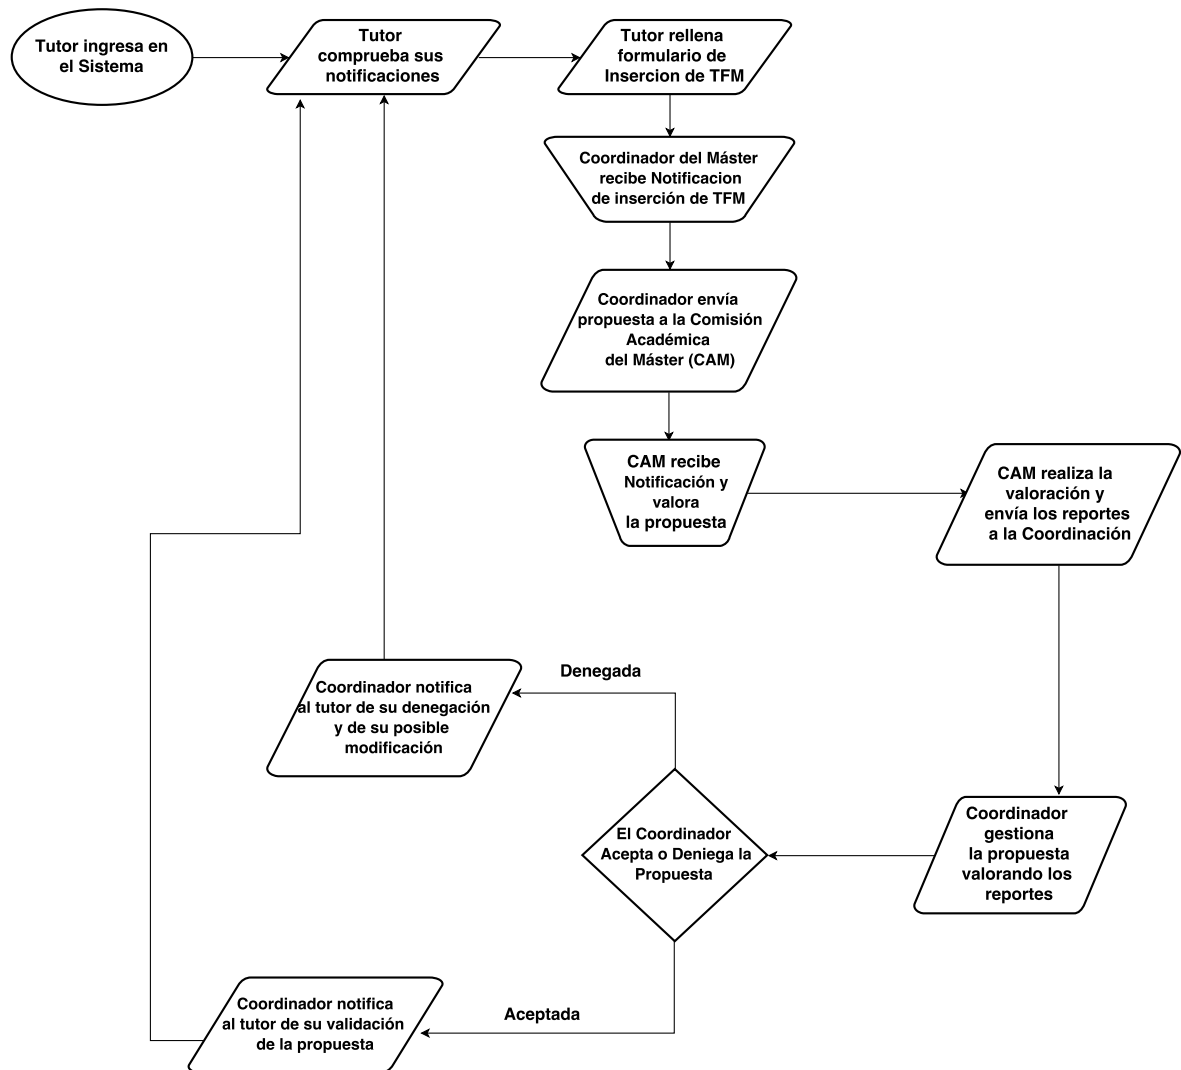 Tutor ingresa en
el Sistema
Tutor
comprueba sus
notificaciones
Tutor rellena
formulario de
Insercion de TFM
Coordinador del Máster
recibe Notificacion
de inserción de TFM
Coordinador envía
propuesta a la Comisión
Académica
del Máster (CAM)
CAM recibe
Notificación y
valora
la propuesta
CAM realiza la
valoración y
envía los reportes
a la Coordinación
Denegada
Coordinador notifica
al tutor de su denegación
y de su posible
modificación
Coordinador
gestiona
la propuesta
valorando los
reportes
El Coordinador
Acepta o Deniega la
Propuesta
Aceptada
Coordinador notifica
al tutor de su validación
de la propuesta